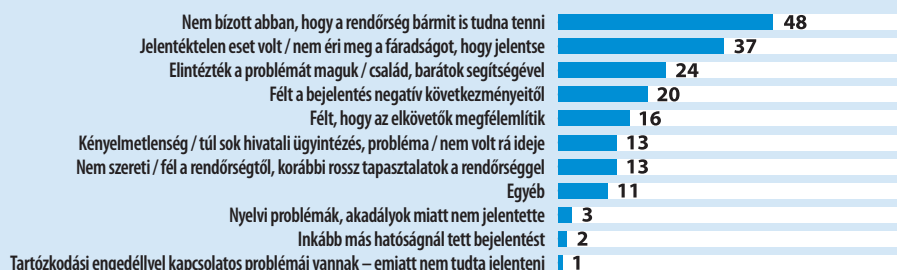 Nem bízott abban, hogy a rendőrség bármit is tudna tenni 48
Jelentéktelen eset volt / nem éri meg a fáradságot, hogy jelentse 37
Elintézték a problémát maguk / család, barátok segítségével 24
Félt a bejelentés negatív következményeitől 20
Félt, hogy az elkövetők megfélemlítik 16
Kényelmetlenség / túl sok hivatali ügyintézés, probléma / nem volt rá ideje 13
Nem szereti / fél a rendőrségtől, korábbi rossz tapasztalatok a rendőrséggel 13
Egyéb 11
Nyelvi problémák, akadályok miatt nem jelentette 3
Inkább más hatóságnál tett bejelentést 2
Tartózkodási engedéllyel kapcsolatos problémái vannak – emiatt nem tudta jelenteni 1